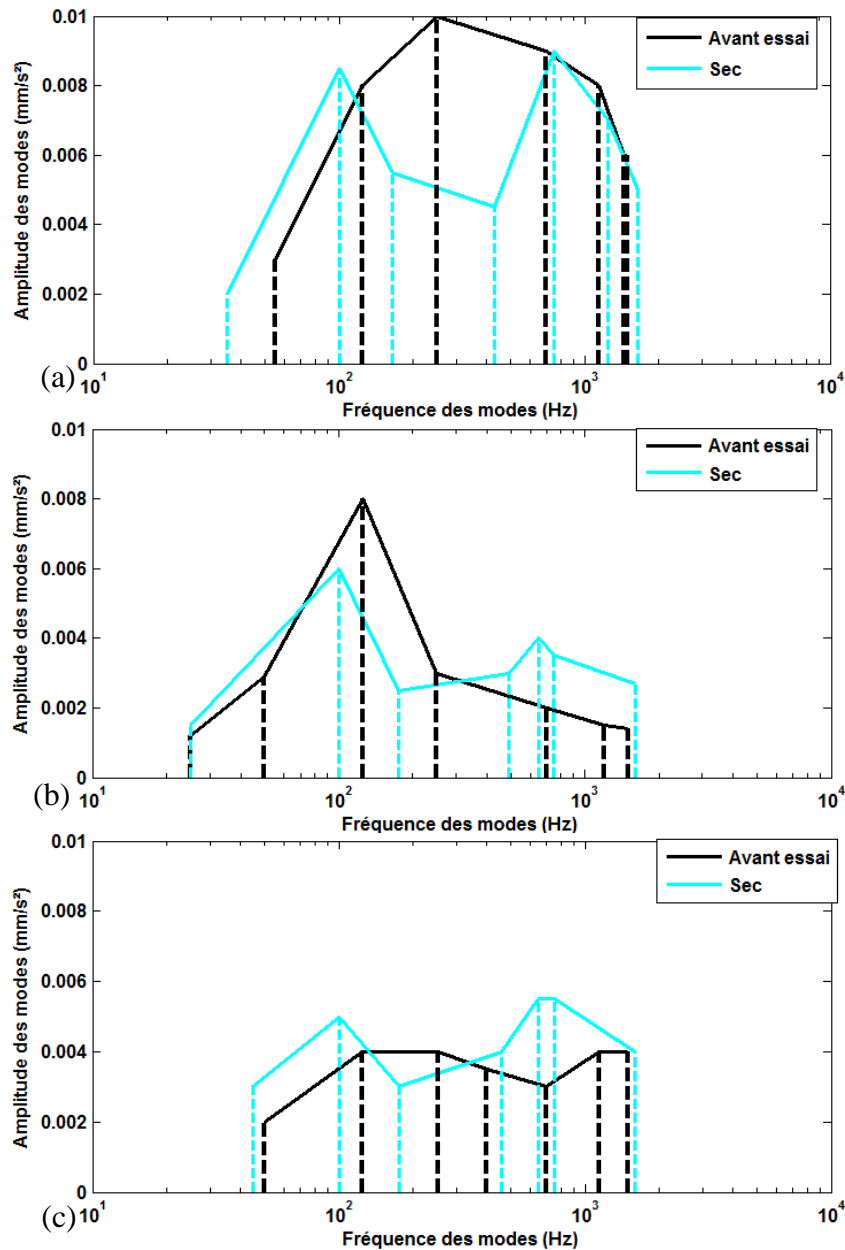 Amplitude des modes (mm/s²)
0.01
0.008
0.006
0.004
0.002
0
Avant essai
Sec
(a)
10¹
10²
10³
10⁴
Fréquence des modes (Hz)
Amplitude des modes (mm/s²)
0.01
0.008
0.006
0.004
0.002
0
Avant essai
Sec
(b)
10¹
10²
10³
10⁴
Fréquence des modes (Hz)
Amplitude des modes (mm/s²)
0.01
0.008
0.006
0.004
0.002
0
Avant essai
Sec
(c)
10¹
10²
10³
10⁴
Fréquence des modes (Hz)